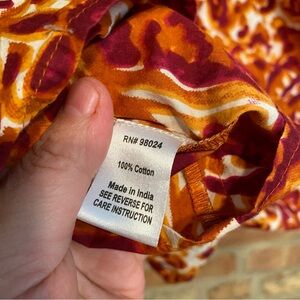 RN# 98024
100% Cotton
Made in India
SEE REVERSE FOR
CARE INSTRUCTION